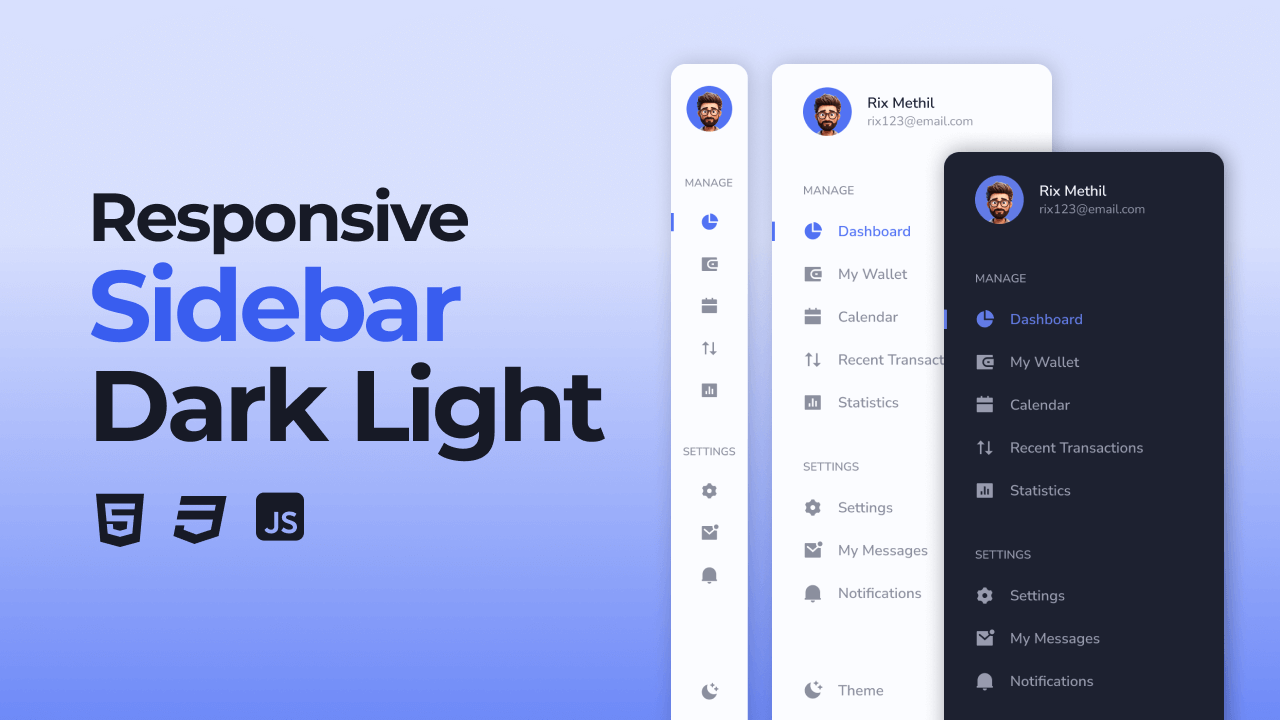 Responsive
Sidebar
Dark Light
JS
MANAGE
SETTINGS
Rix Methil
rix123@email.com
MANAGE
Dashboard
My Wallet
Calendar
Recent Transact
Statistics
SETTINGS
Settings
My Messages
Notifications
Theme
Rix Methil
rix123@email.com
MANAGE
Dashboard
My Wallet
Calendar
Recent Transactions
Statistics
SETTINGS
Settings
My Messages
Notifications